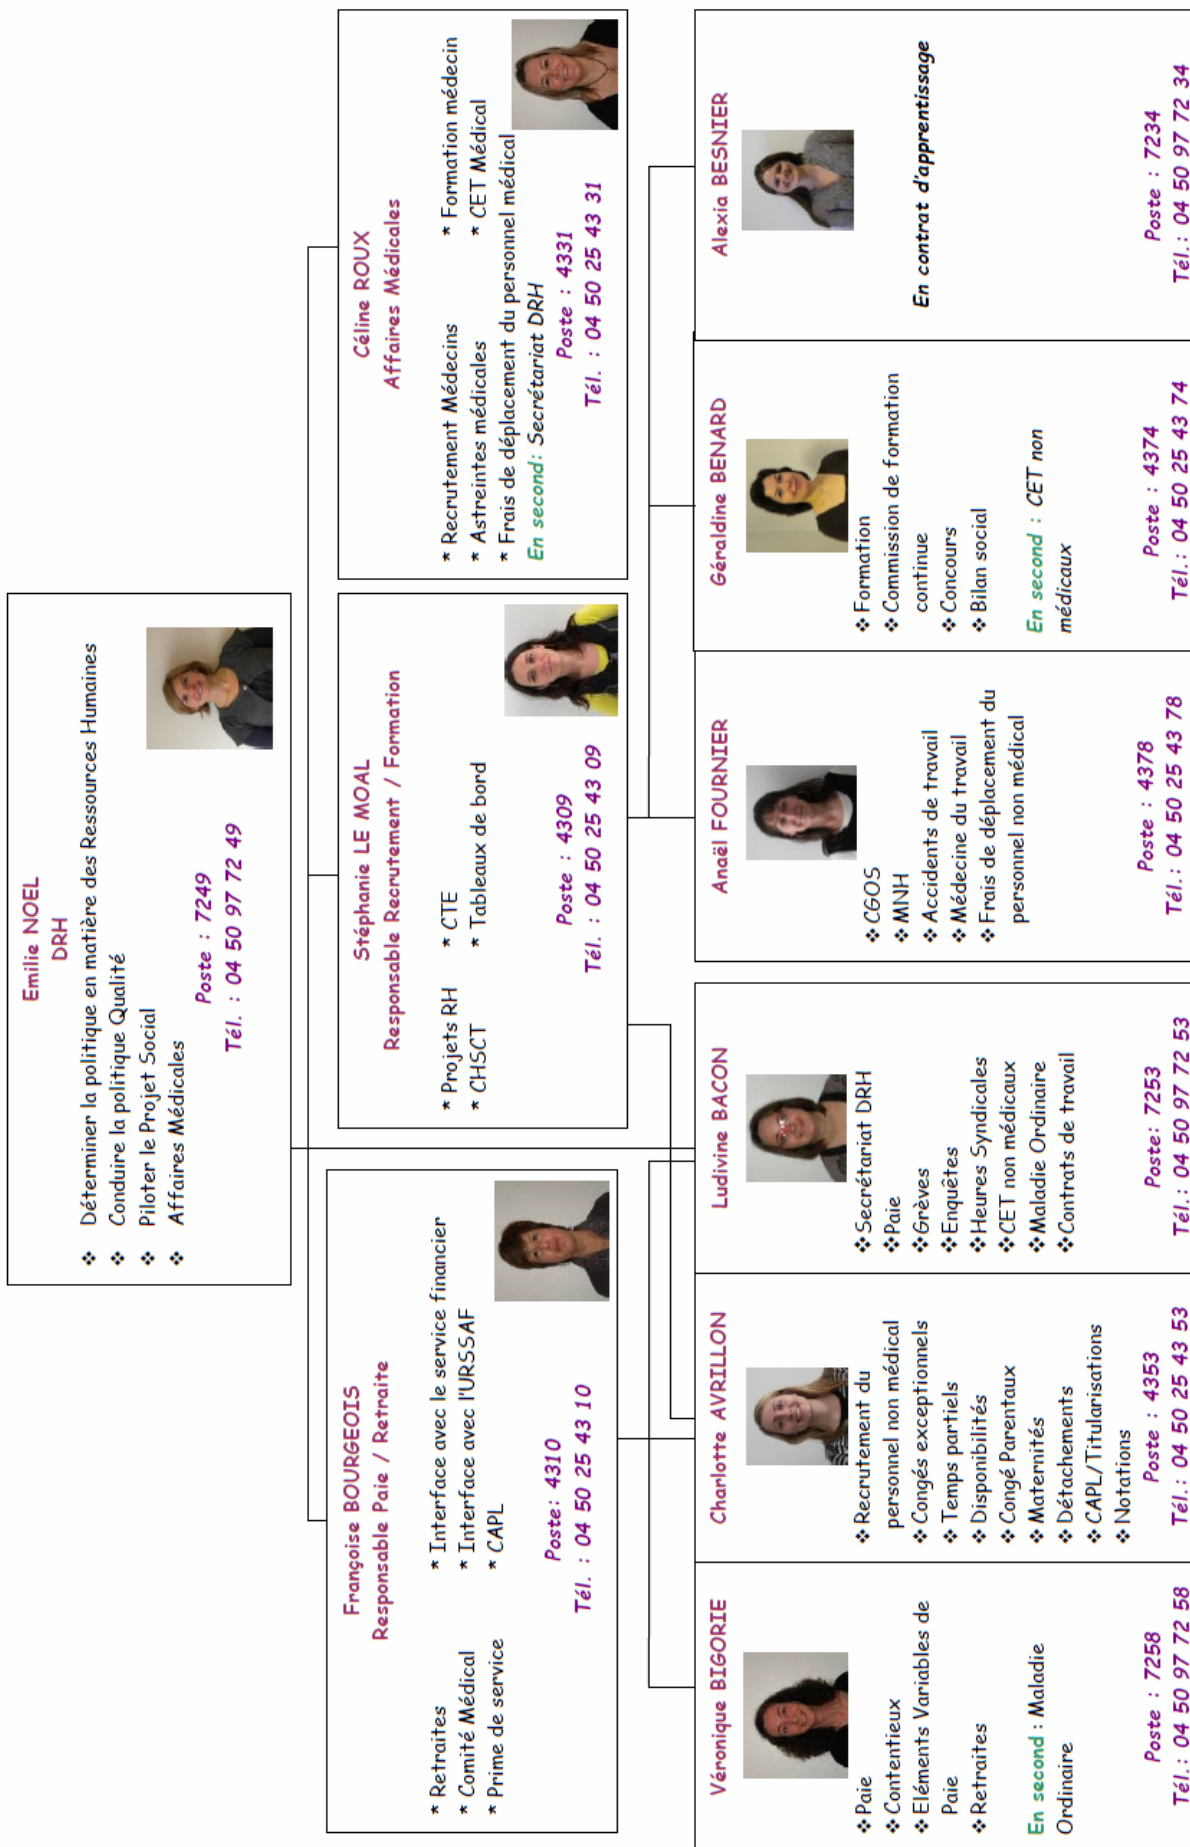 Emilie NOEL
DRH
❖ Déterminer la politique en matière des Ressources Humaines
❖ Conduire la politique Qualité
❖ Piloter le Projet Social
❖ Affaires Médicales
Poste : 7249
Tél. : 04 50 97 72 49
Françoise BOURGEOIS
Responsable Paie / Retraite
* Retraites * Interface avec le service financier
* Comité Médical * Interface avec l'URSSAF
* Prime de service * CAPL
Poste: 4310
Tél. : 04 50 25 43 10
Stéphanie LE MOAL
Responsable Recrutement / Formation
* Projets RH * CTE
* CHSCT * Tableaux de bord
Poste : 4309
Tél. : 04 50 25 43 09
Céline ROUX
Affaires Médicales
* Recrutement Médecins * Formation médecin
* Astreintes médicales * CET Médical
* Frais de déplacement du personnel médical
En second: Secrétariat DRH
Poste : 4331
Tél. : 04 50 25 43 31
Véronique BIGORIE
❖Paie
❖Contentieux
❖Eléments Variables de
Paie
❖Retraites
En second : Maladie
Ordinaire
Poste : 7258
Tél.: 04 50 97 72 58
Charlotte AVRILLON
❖Recrutement du
personnel non médical
❖Congés exceptionnels
❖Temps partiels
❖Disponibilités
❖Congé Parentaux
❖Maternités
❖Détachements
❖CAPL/Titularisations
❖Notations
Poste : 4353
Tél.: 04 50 25 43 53
Ludivine BACON
❖Secrétariat DRH
❖Paie
❖Grèves
❖Enquêtes
❖Heures Syndicales
❖CET non médicaux
❖Maladie Ordinaire
❖Contrats de travail
Poste: 7253
Tél.: 04 50 97 72 53
Anaël FOURNIER
❖CGOS
❖MNH
❖Accidents de travail
❖Médecine du travail
❖Frais de déplacement du
personnel non médical
Poste : 4378
Tél.: 04 50 25 43 78
Géraldine BENARD
❖Formation
❖Commission de formation
continue
❖Concours
❖Bilan social
En second : CET non
médicaux
Poste : 4374
Tél.: 04 50 25 43 74
Alexia BESNIER
En contrat d'apprentissage
Poste : 7234
Tél.: 04 50 97 72 34